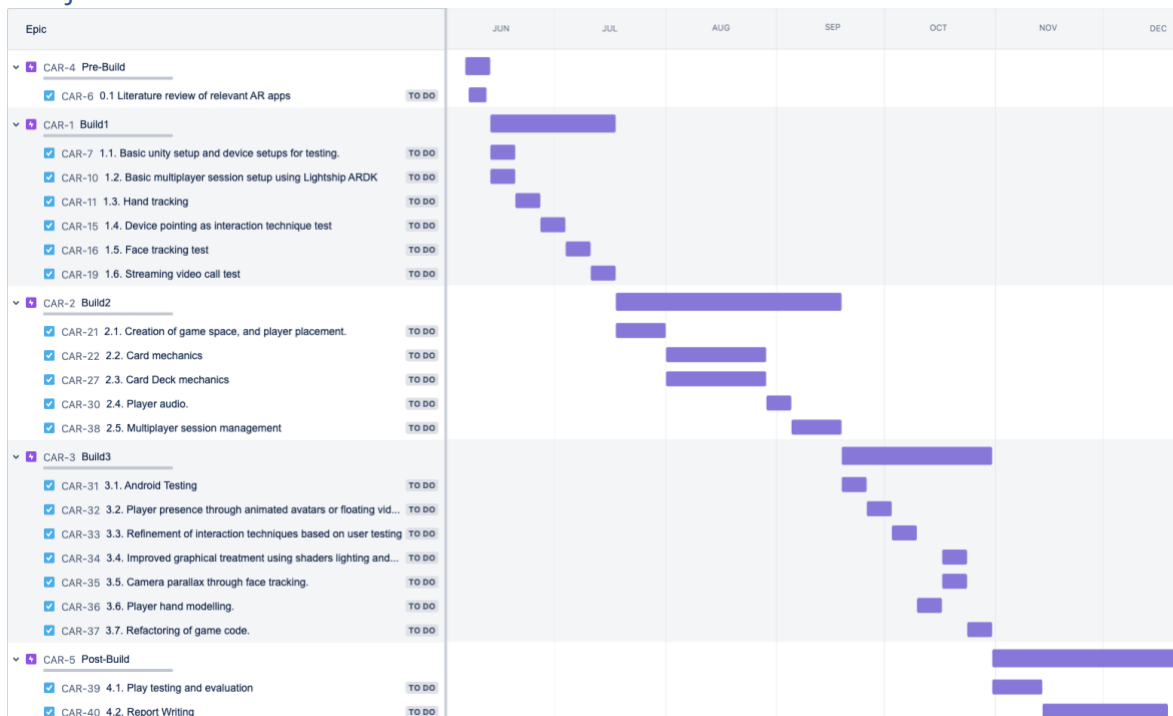 Epic JUN JUL AUG SEP OCT NOV DEC
CAR-4 Pre-Build
CAR-6 0.1 Literature review of relevant AR apps TO DO
CAR-1 Build1
CAR-7 1.1. Basic unity setup and device setups for testing. TO DO
CAR-10 1.2. Basic multiplayer session setup using Lightship ARDK TO DO
CAR-11 1.3. Hand tracking TO DO
CAR-15 1.4. Device pointing as interaction technique test TO DO
CAR-16 1.5. Face tracking test TO DO
CAR-19 1.6. Streaming video call test TO DO
CAR-2 Build2
CAR-21 2.1. Creation of game space, and player placement. TO DO
CAR-22 2.2. Card mechanics TO DO
CAR-27 2.3. Card Deck mechanics TO DO
CAR-30 2.4. Player audio. TO DO
CAR-38 2.5. Multiplayer session management TO DO
CAR-3 Build3
CAR-31 3.1. Android Testing TO DO
CAR-32 3.2. Player presence through animated avatars or floating vid... TO DO
CAR-33 3.3. Refinement of interaction techniques based on user testing TO DO
CAR-34 3.4. Improved graphical treatment using shaders lighting and... TO DO
CAR-35 3.5. Camera parallax through face tracking. TO DO
CAR-36 3.6. Player hand modelling. TO DO
CAR-37 3.7. Refactoring of game code. TO DO
CAR-5 Post-Build
CAR-39 4.1. Play testing and evaluation TO DO
CAR-40 4.2. Report Writing TO DO